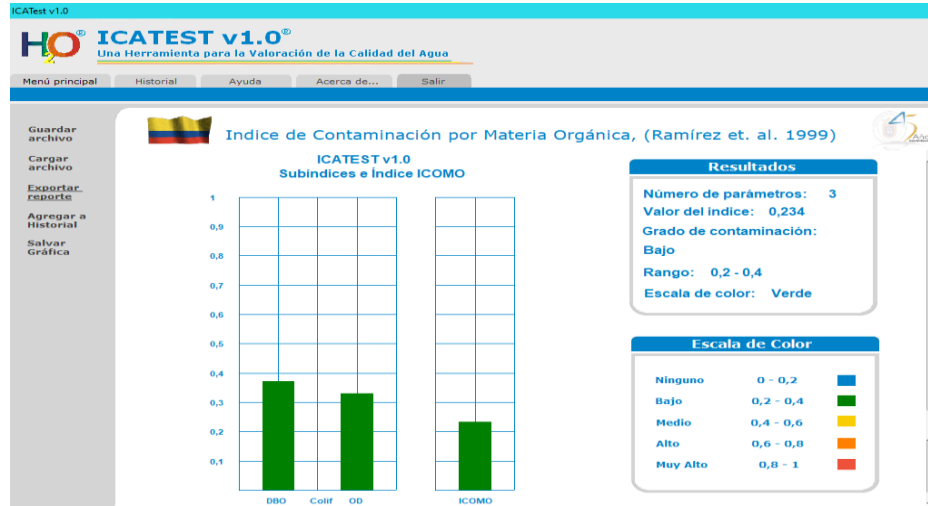 ICATest v1.0
H2O® ICATEST v1.0®
Una Herramienta para la Valoración de la Calidad del Agua
Menú principal Historial Ayuda Acerca de... Salir
Guardar archivo
Cargar archivo
Exportar reporte
Agregar a Historial
Salvar Gráfica
Indice de Contaminación por Materia Orgánica, (Ramírez et. al. 1999)
45 Años
ICATEST v1.0
Subíndices e Índice ICOMO
1
0,9
0,8
0,7
0,6
0,5
0,4
0,3
0,2
0,1
DBO Colif OD ICOMO
Resultados
Número de parámetros: 3
Valor del indice: 0,234
Grado de contaminación:
Bajo
Rango: 0,2 - 0,4
Escala de color: Verde
Escala de Color
Ninguno 0 - 0,2
Bajo 0,2 - 0,4
Medio 0,4 - 0,6
Alto 0,6 - 0,8
Muy Alto 0,8 - 1